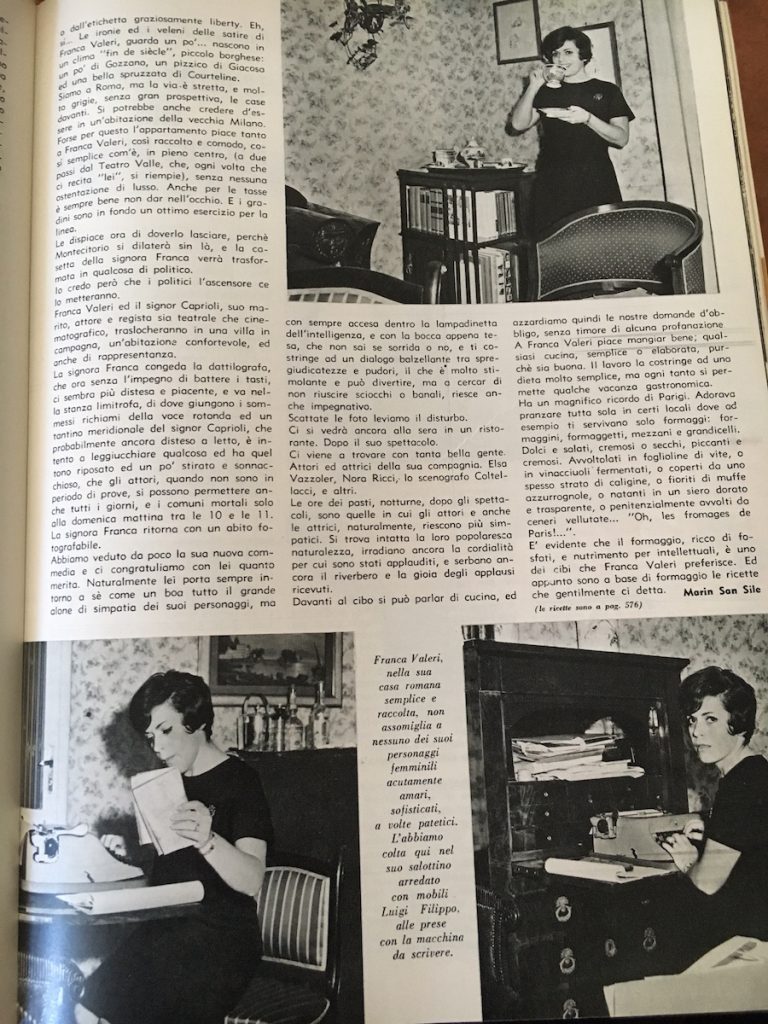 o dall'etichetta graziosamente liberty. Eh,
si... Le ironie ed i veleni delle satire di
Franca Valeri, guarda un po'... nascono in
un clima "fin de siècle", piccolo borghese:
un po' di Gozzano, un pizzico di Giacosa
ed una bella spruzzata di Courteline.
Siamo a Roma, ma la via è stretta, e mol-
to grigie, senza gran prospettiva, le case
davanti. Si potrebbe anche credere d'es-
sere in un'abitazione della vecchia Milano.
Forse per questo l'appartamento piace tanto
a Franca Valeri, così raccolto e comodo, co-
sì semplice com'è, in pieno centro, (a due
passi dal Teatro Valle, che, ogni volta che
ci recita "lei", si riempie), senza nessuna
ostentazione di lusso. Anche per le tasse
è sempre bene non dar nell'occhio. E i gra-
dini sono in fondo un ottimo esercizio per la
linea.
Le dispiace ora di doverlo lasciare, perchè
Montecitorio si dilaterà sin là, e la ca-
setta della signora Franca verrà trasfor-
mata in qualcosa di politico.
Io credo però che i politici l'ascensore ce
lo metteranno.
Franca Valeri ed il signor Caprioli, suo ma-
rito, attore e regista sia teatrale che cine-
matografico, traslocheranno in una villa in
campagna, un'abitazione confortevole, ed
anche di rappresentanza.
La signora Franca congeda la dattilografa,
che ora senza l'impegno di battere i tasti,
ci sembra più distesa e piacente, e va nel-
la stanza limitrofa, di dove giungono i som-
messi richiami della voce rotonda ed un
tantino meridionale del signor Caprioli, che
probabilmente ancora disteso a letto, è in-
tento a leggiucchiare qualcosa ed ha quel
tono riposato ed un po' stirato e sonnac-
chioso, che gli attori, quando non sono in
periodo di prove, si possono permettere an-
che tutti i giorni, e i comuni mortali solo
alla domenica mattina tra le 10 e le 11.
La signora Franca ritorna con un abito fo-
tografabile.
Abbiamo veduto da poco la sua nuova com-
media e ci congratuliamo con lei quanto
merita. Naturalmente lei porta sempre in-
torno a sè come un boa tutto il grande
alone di simpatia dei suoi personaggi, ma
con sempre accesa dentro la lampadinetta
dell'intelligenza, e con la bocca appena te-
sa, che non sai se sorrida o no, e ti co-
stringe ad un dialogo balzellante tra spre-
giudicatezze e pudori, il che è molto sti-
molante e può divertire, ma a cercar di
non riuscire sciocchi o banali, riesce an-
che impegnativo.
Scattate le foto leviamo il disturbo.
Ci si vedrà ancora alla sera in un risto-
rante. Dopo il suo spettacolo.
Ci viene a trovare con tanta bella gente.
Attori ed attrici della sua compagnia. Elsa
Vazzoler, Nora Ricci, lo scenografo Coltel-
lacci, e altri.
Le ore dei pasti, notturne, dopo gli spetta-
coli, sono quelle in cui gli attori e anche
le attrici, naturalmente, riescono più sim-
patici. Si trova intatta la loro popolaresca
naturalezza, irradiano ancora la cordialità
per cui sono stati applauditi, e serbano an-
cora il riverbero e la gioia degli applausi
ricevuti.
Davanti al cibo si può parlar di cucina, ed
azzardiamo quindi le nostre domande d'ob-
bligo, senza timore di alcuna profanazione
A Franca Valeri piace mangiar bene; qual-
siasi cucina, semplice o elaborata, pur-
chè sia buona. Il lavoro la costringe ad una
dieta molto semplice, ma ogni tanto si per-
mette qualche vacanza gastronomica.
Ha un magnifico ricordo di Parigi. Adorava
pranzare tutta sola in certi locali dove ad
esempio ti servivano solo formaggi: for-
maggini, formaggetti, mezzani e grandicelli.
Dolci e salati, cremosi o secchi, piccanti e
cremosi. Avvoltolati in foglioline di vite, o
in vinacciuoli fermentati, o coperti da uno
spesso strato di caligine, o fioriti di muffe
azzurrognole, o natanti in un siero dorato
e trasparente, o penitenzialmente avvolti da
ceneri vellutate... "Oh, les fromages de
Paris!...".
E' evidente che il formaggio, ricco di fo-
sfati, e nutrimento per intellettuali, è uno
dei cibi che Franca Valeri preferisce. Ed
appunto sono a base di formaggio le ricette
che gentilmente ci detta. Marin San Sile
(le ricette sono a pag. 576)
Franca Valeri,
nella sua
casa romana
semplice e
raccolta, non
assomiglia a
nessuno dei suoi
personaggi
femminili
acutamente
amari,
sofisticati,
a volte patetici.
L'abbiamo
colta qui nel
suo salottino
arredato
con mobili
Luigi Filippo,
alle prese
con la macchina
da scrivere.